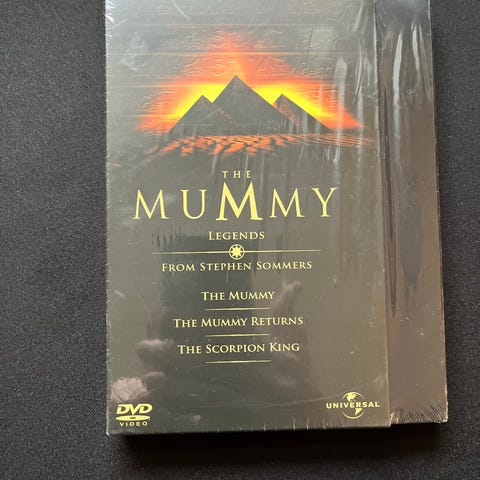 THE
MUMMY
LEGENDS
FROM STEPHEN SOMMERS
THE MUMMY
THE MUMMY RETURNS
THE SCORPION KING
DVD
VIDEO
UNIVERSAL